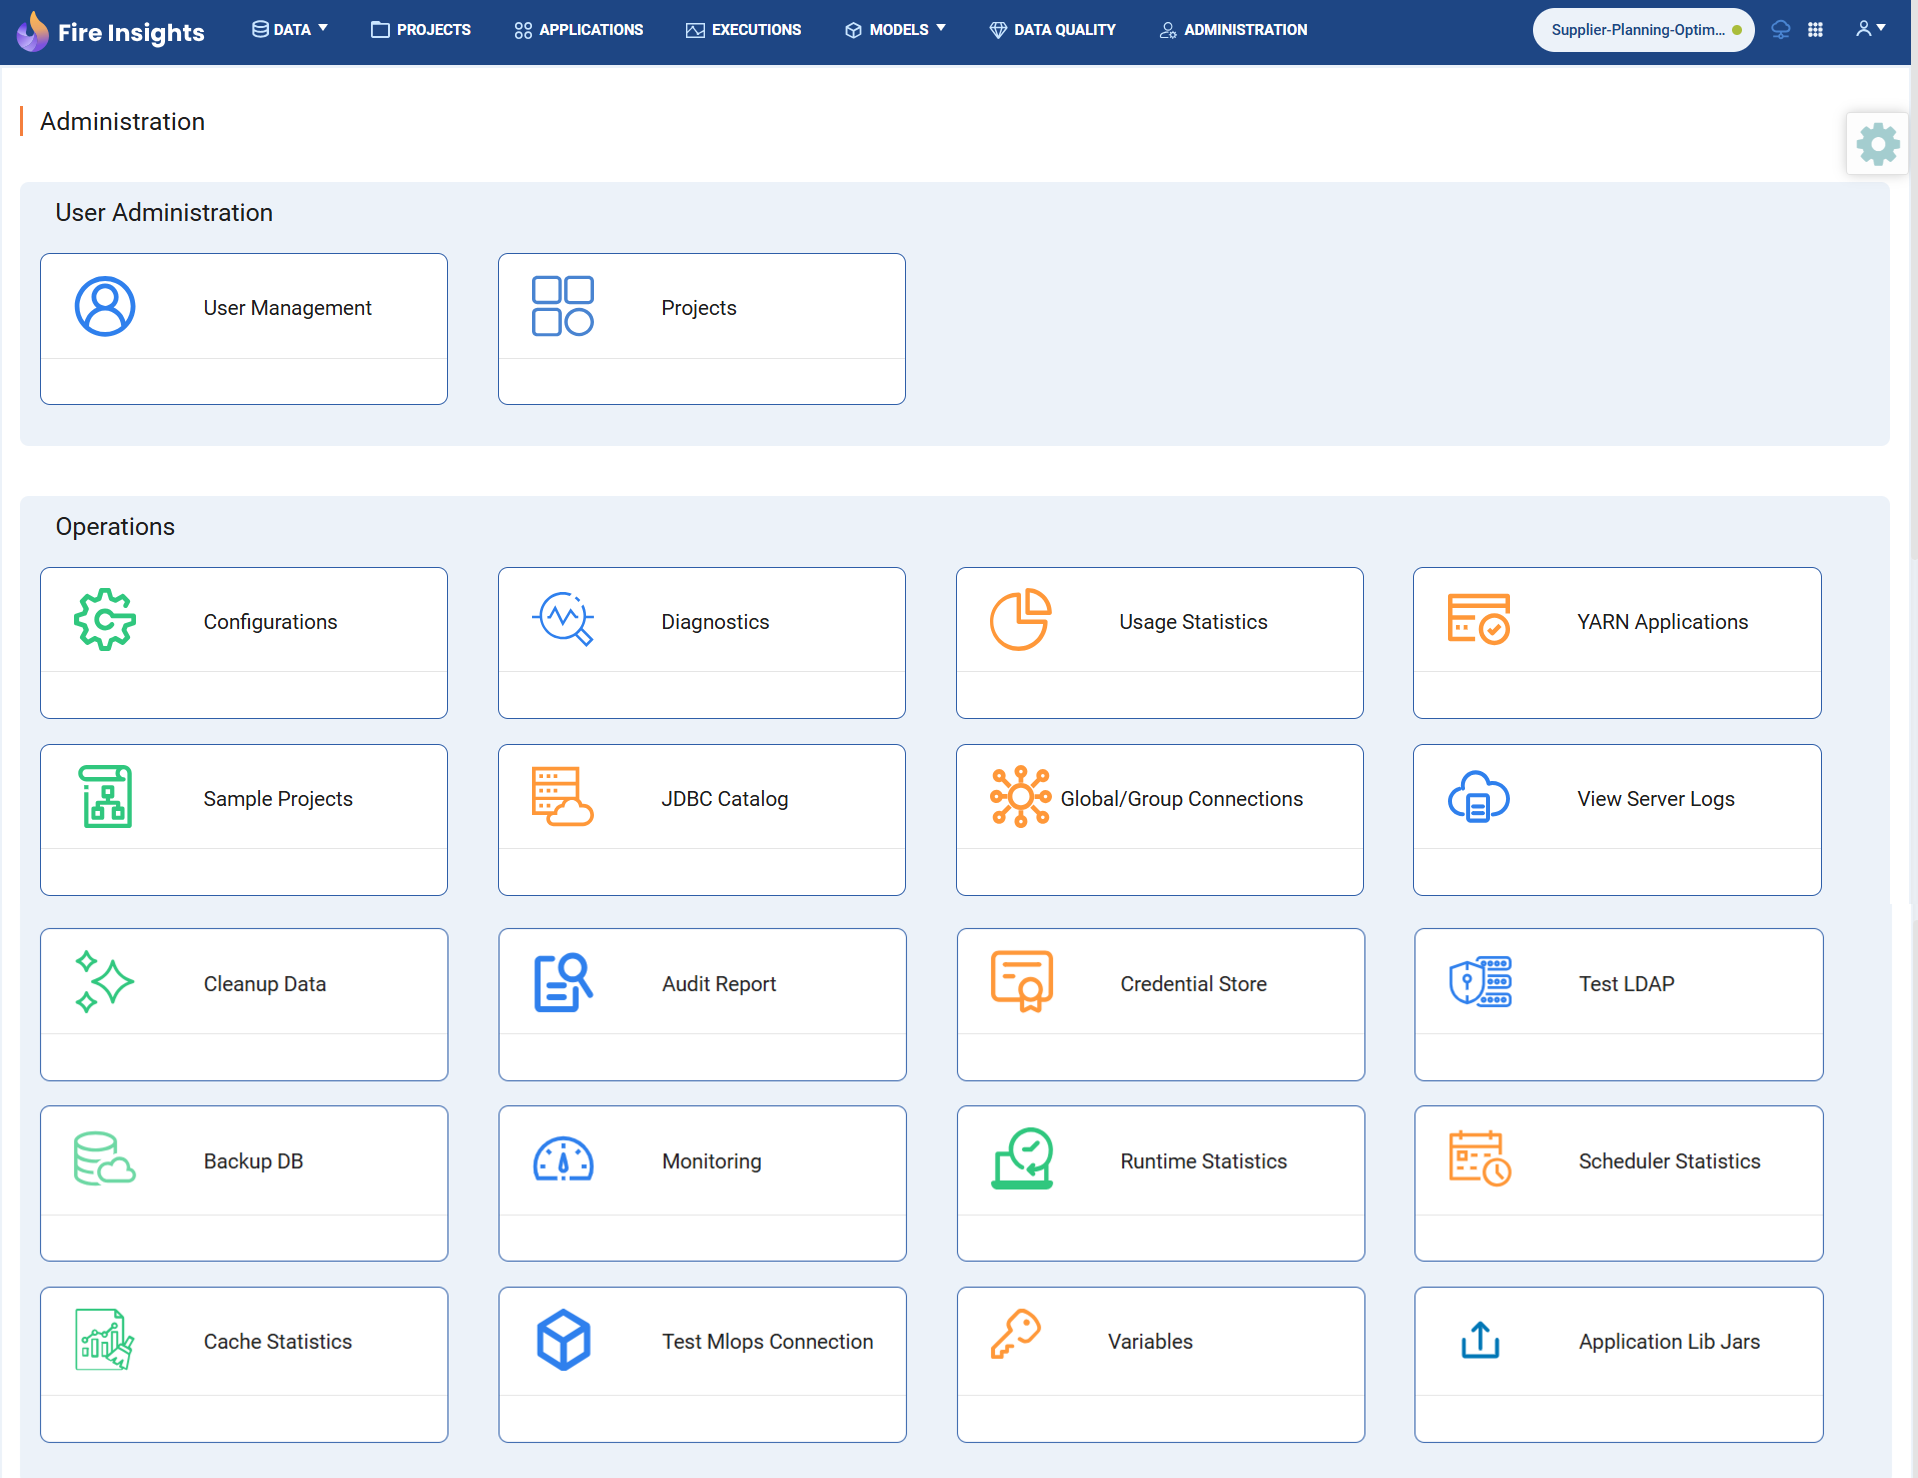 Fire Insights DATA PROJECTS APPLICATIONS EXECUTIONS MODELS DATA QUALITY ADMINISTRATION Supplier-Planning-Optim...
Administration
User Administration
User Management Projects
Operations
Configurations Diagnostics Usage Statistics YARN Applications
Sample Projects JDBC Catalog Global/Group Connections View Server Logs
Cleanup Data Audit Report Credential Store Test LDAP
Backup DB Monitoring Runtime Statistics Scheduler Statistics
Cache Statistics Test Mlops Connection Variables Application Lib Jars